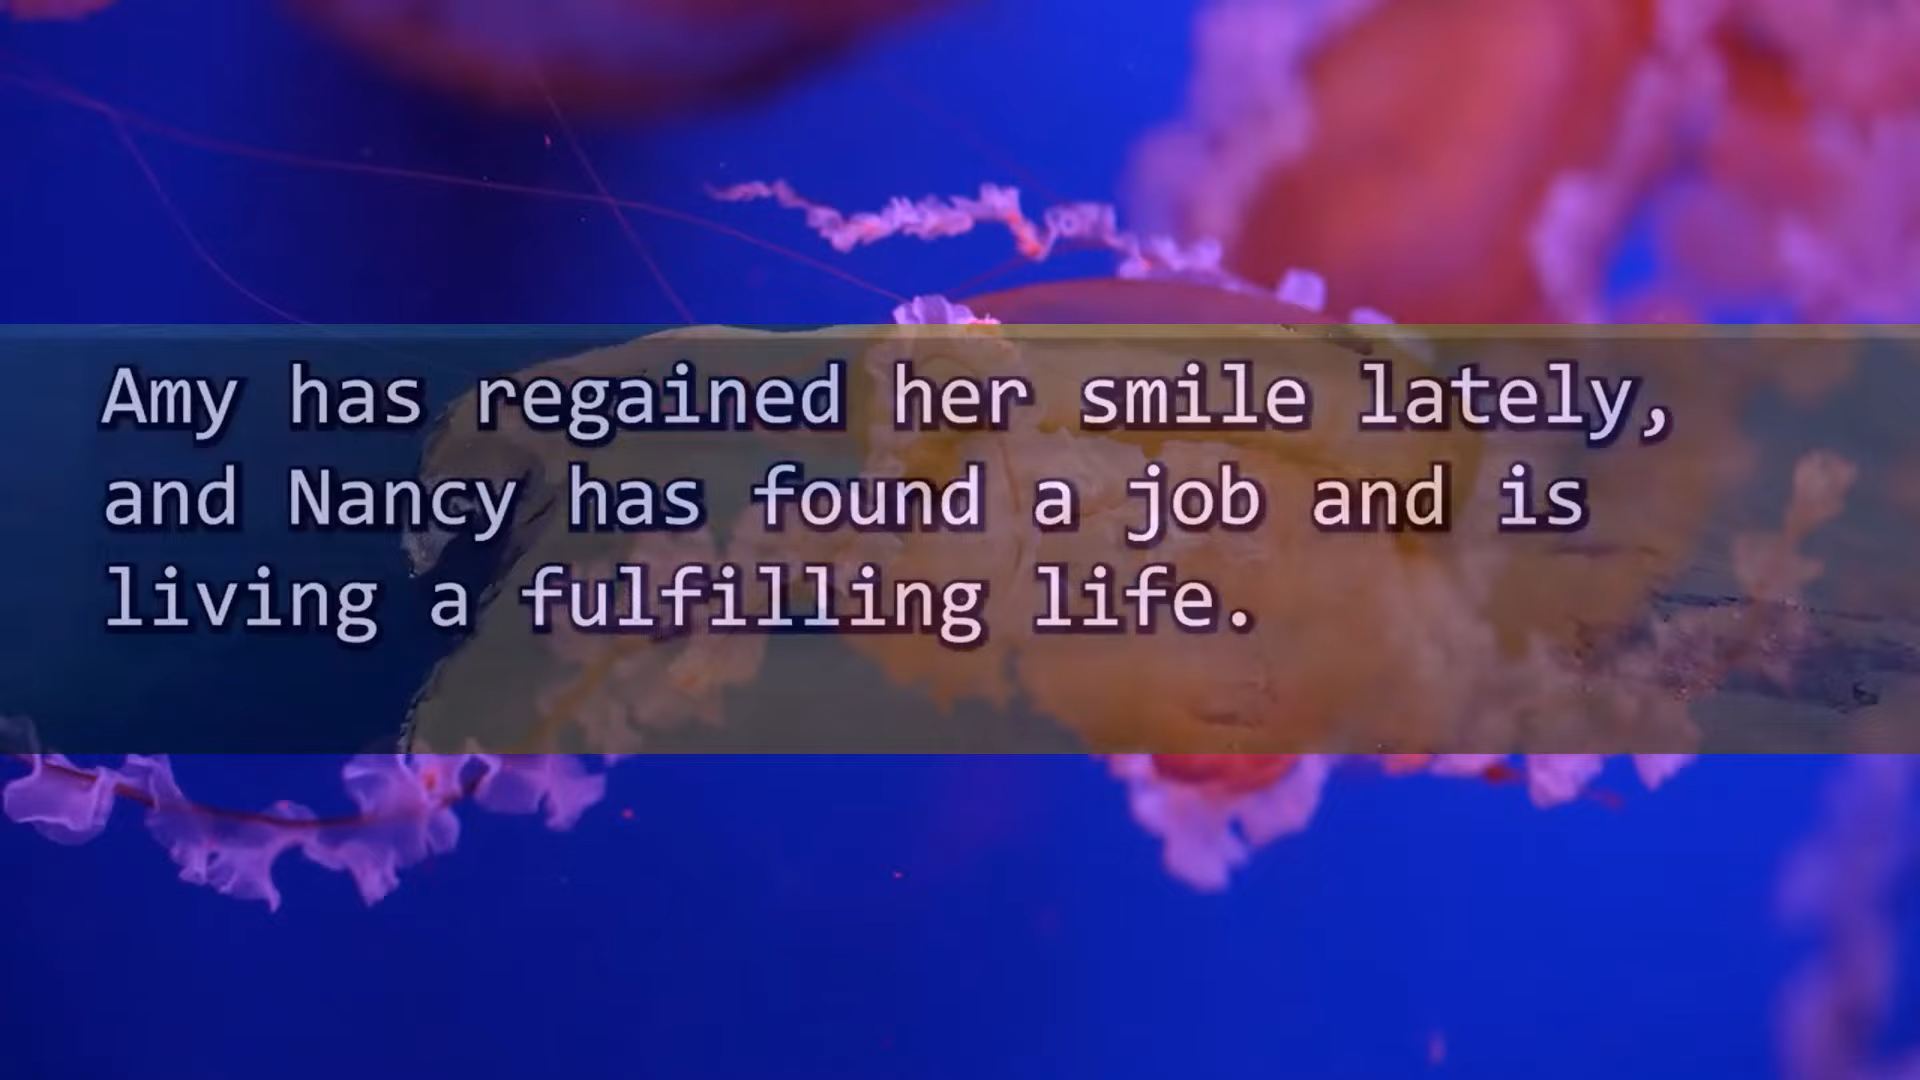 Amy has regained her smile lately,
and Nancy has found a job and is
living a fulfilling life.